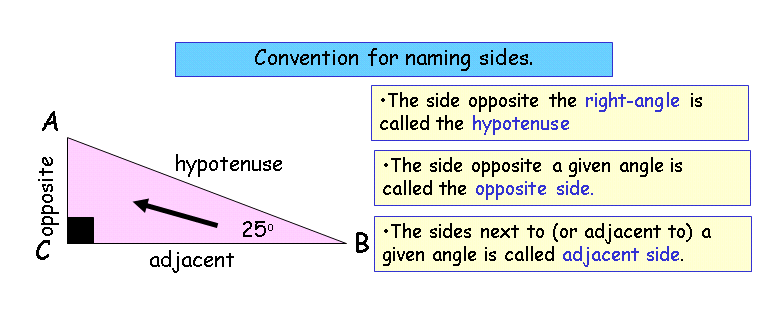 Convention for naming sides.
•The side opposite the right-angle is
called the hypotenuse
A
hypotenuse
opposite
•The side opposite a given angle is
called the opposite side.
25o
C
B
adjacent
•The sides next to (or adjacent to) a
given angle is called adjacent side.